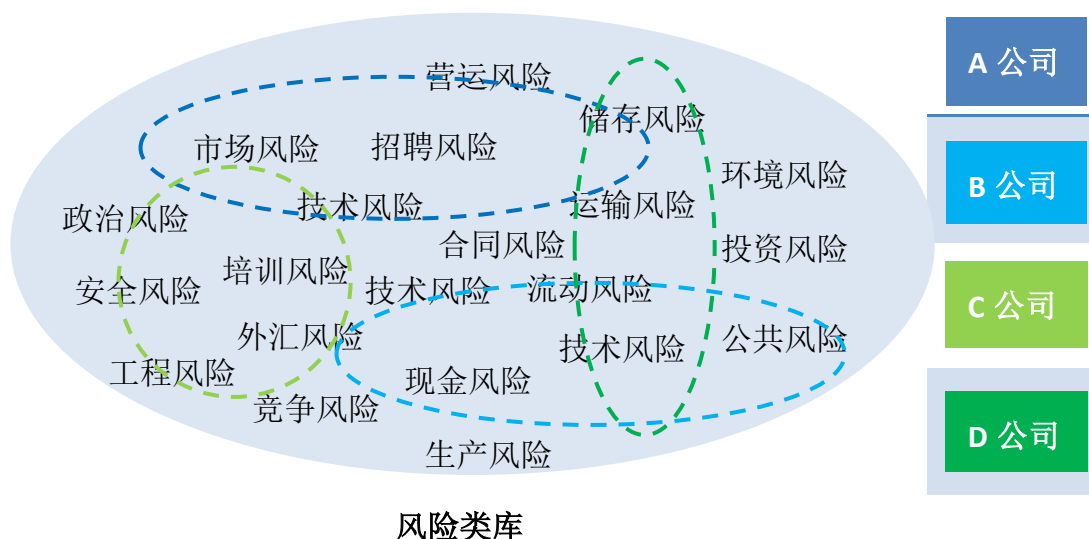 营运风险
储存风险
市场风险
招聘风险
环境风险
政治风险
技术风险
运输风险
合同风险
投资风险
安全风险
培训风险
技术风险
流动风险
外汇风险
技术风险
公共风险
工程风险
现金风险
竞争风险
生产风险
风险类库
A 公司
B 公司
C 公司
D 公司